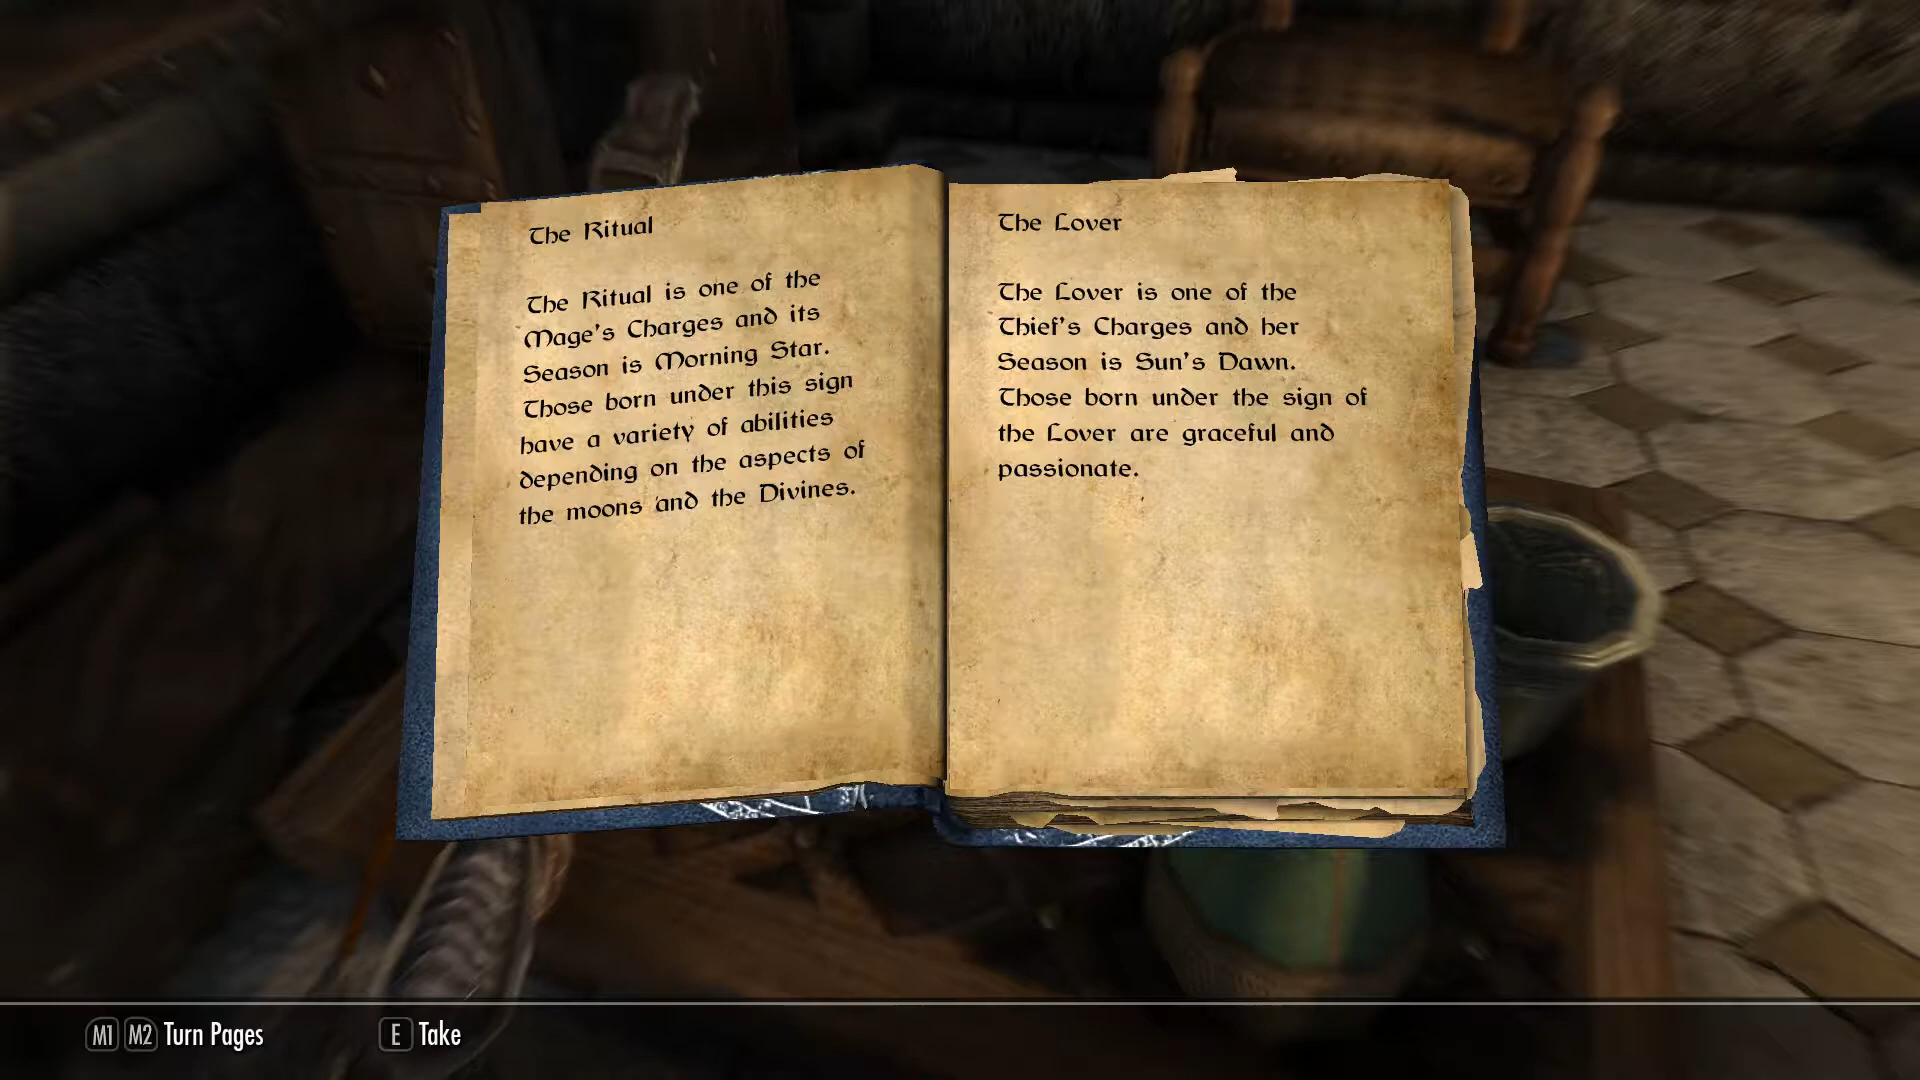 The Ritual
The Ritual is one of the
Mage's Charges and its
Season is Morning Star.
Those born under this sign
have a variety of abilities
depending on the aspects of
the moons and the Divines.
The Lover
The Lover is one of the
Thief's Charges and her
Season is Sun's Dawn.
Those born under the sign of
the Lover are graceful and
passionate.
M1 M2 Turn Pages
E Take